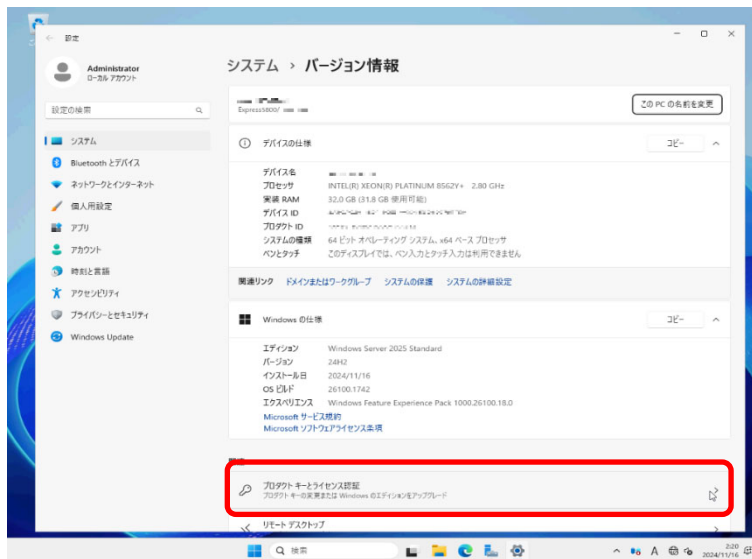 設定
Administrator
ローカル アカウント
設定の検索
システム
Bluetooth とデバイス
ネットワークとインターネット
個人用設定
アプリ
アカウント
時刻と言語
アクセシビリティ
プライバシーとセキュリティ
Windows Update
システム › バージョン情報
Express5800/
この PC の名前を変更
デバイスの仕様
コピー
デバイス名
プロセッサ INTEL(R) XEON(R) PLATINUM 8562Y+ 2.80 GHz
実装 RAM 32.0 GB (31.8 GB 使用可能)
デバイス ID
プロダクト ID
システムの種類 64 ビット オペレーティング システム、x64 ベース プロセッサ
ペンとタッチ このディスプレイでは、ペン入力とタッチ入力は利用できません
関連リンク ドメインまたはワークグループ システムの保護 システムの詳細設定
Windows の仕様
コピー
エディション Windows Server 2025 Standard
バージョン 24H2
インストール日 2024/11/16
OS ビルド 26100.1742
エクスペリエンス Windows Feature Experience Pack 1000.26100.18.0
Microsoft サービス規約
Microsoft ソフトウェアライセンス条項
プロダクト キーとライセンス認証
プロダクト キーの変更または Windows のエディションをアップグレード
リモート デスクトップ
検索
A
2:20
2024/11/16